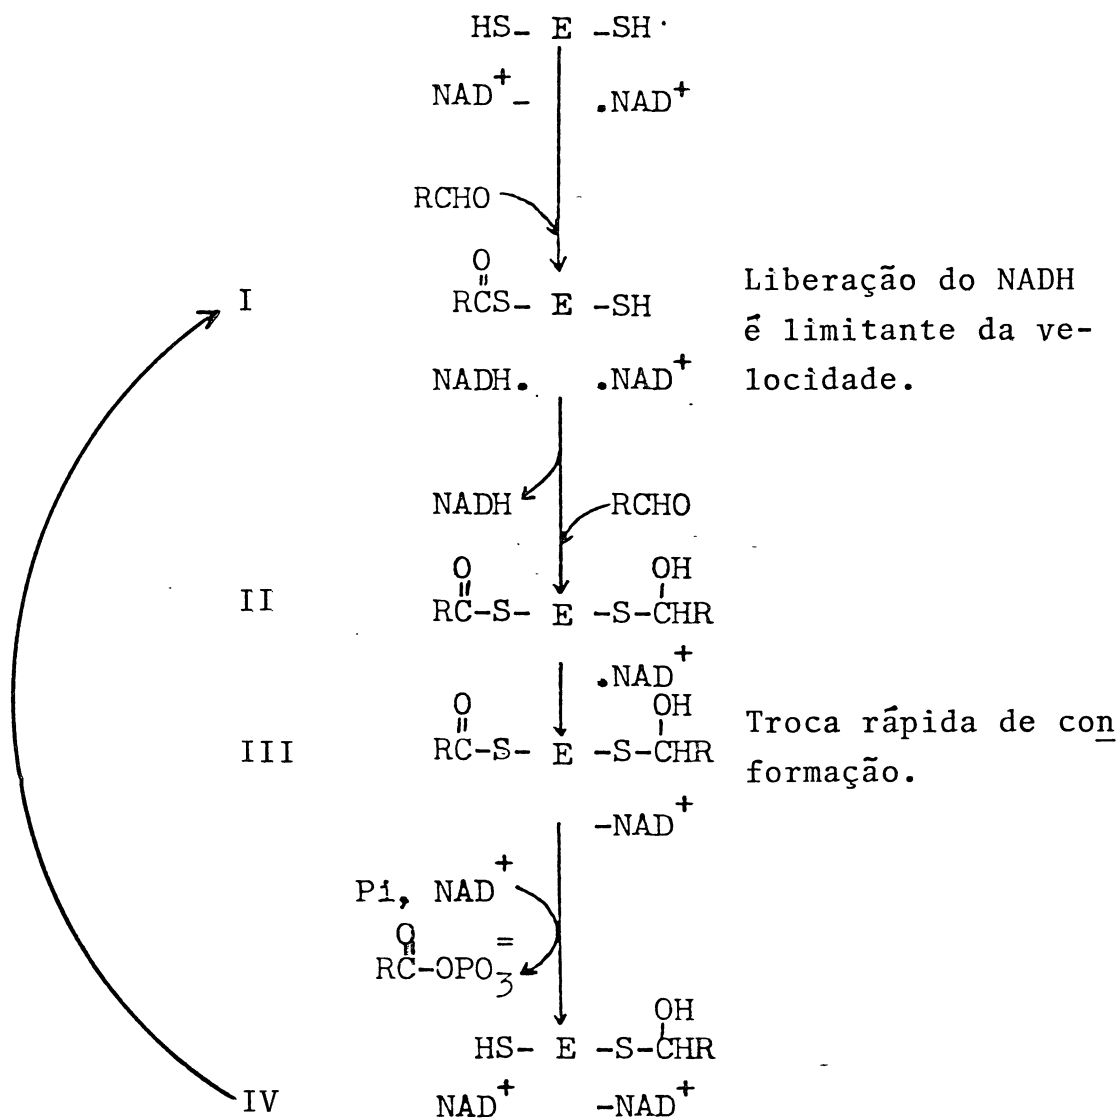 HS- E -SH
NAD+- .NAD+
RCHO
O
I RCS- E -SH
Liberação do NADH
é limitante da ve-
locidade.
NADH. .NAD+
NADH RCHO
O OH
II RC-S- E -S-CHR
.NAD+
O OH
III RC-S- E -S-CHR
Troca rápida de con
formação.
-NAD+
Pi, NAD+
O
RC-OPO3=
OH
HS- E -S-CHR
IV NAD+ -NAD+